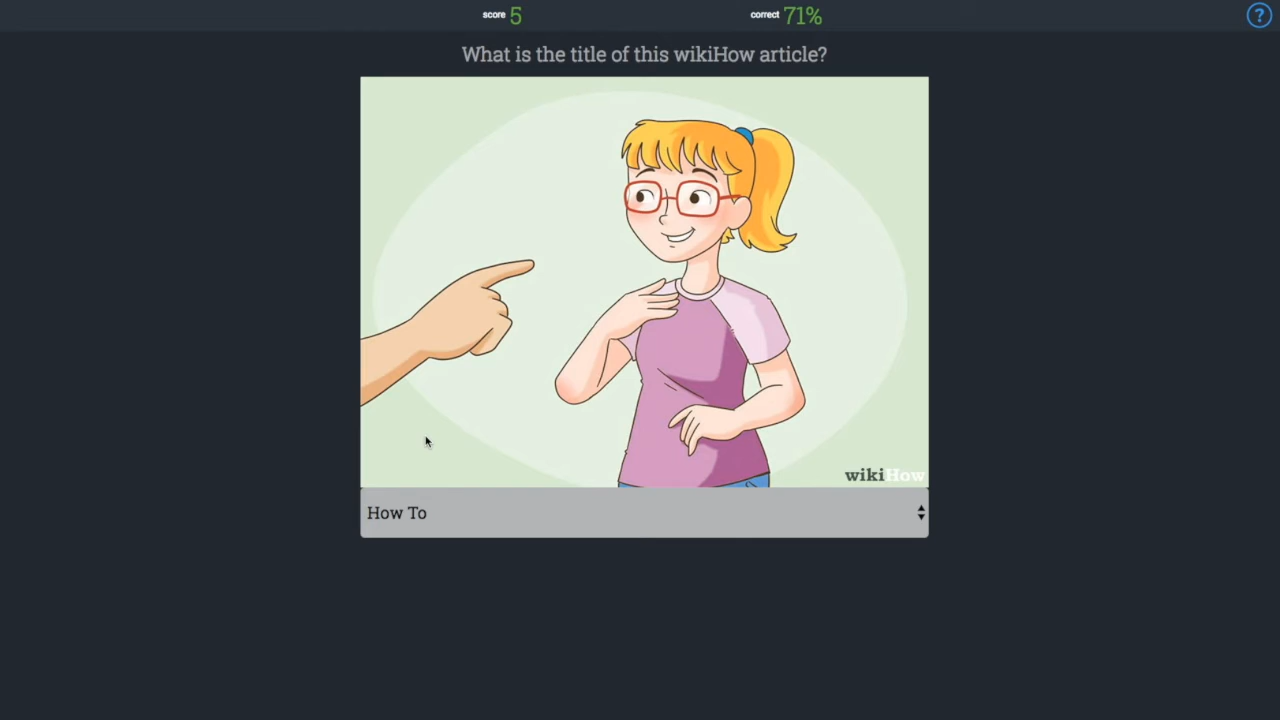 score 5
correct 71%
?
What is the title of this wikiHow article?
wikiHow
How To